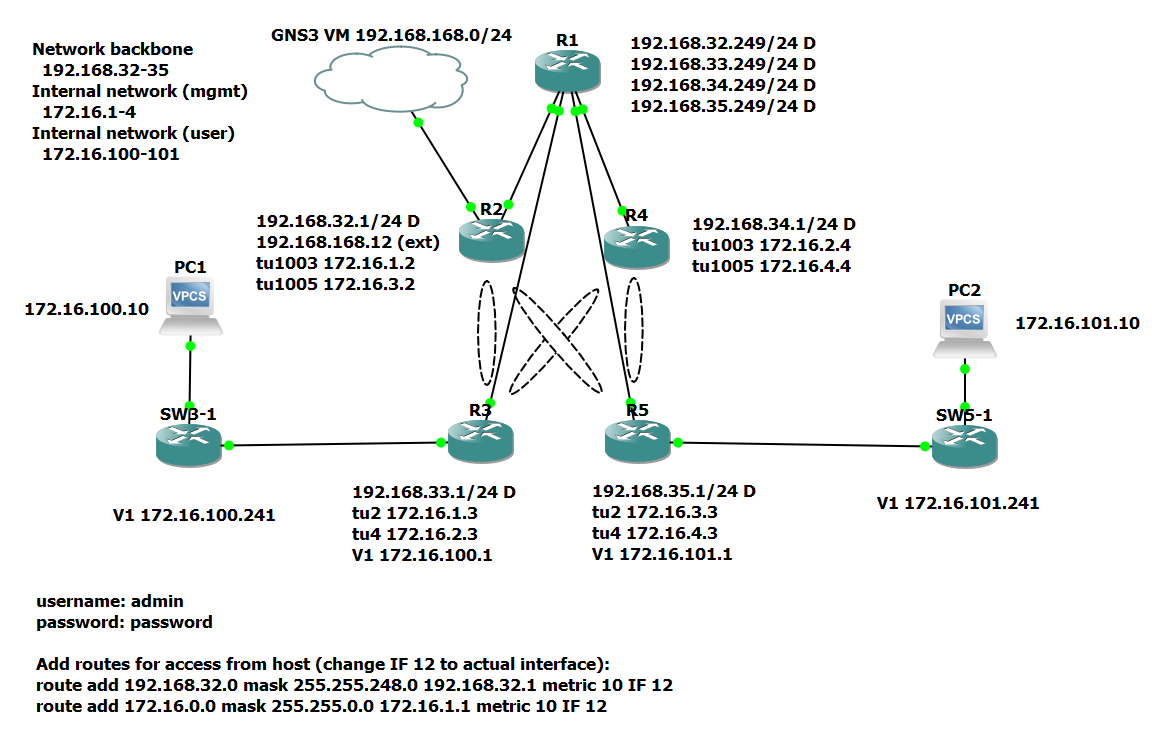 GNS3 VM 192.168.168.0/24
R1
Network backbone
192.168.32-35
Internal network (mgmt)
172.16.1-4
Internal network (user)
172.16.100-101
192.168.32.249/24 D
192.168.33.249/24 D
192.168.34.249/24 D
192.168.35.249/24 D
R2
192.168.32.1/24 D
192.168.168.12 (ext)
tu1003 172.16.1.2
tu1005 172.16.3.2
R4
192.168.34.1/24 D
tu1003 172.16.2.4
tu1005 172.16.4.4
PC1
VPCS
172.16.100.10
PC2
VPCS
172.16.101.10
SW3-1
V1 172.16.100.241
R3
192.168.33.1/24 D
tu2 172.16.1.3
tu4 172.16.2.3
V1 172.16.100.1
R5
192.168.35.1/24 D
tu2 172.16.3.3
tu4 172.16.4.3
V1 172.16.101.1
SW5-1
V1 172.16.101.241
username: admin
password: password
Add routes for access from host (change IF 12 to actual interface):
route add 192.168.32.0 mask 255.255.248.0 192.168.32.1 metric 10 IF 12
route add 172.16.0.0 mask 255.255.0.0 172.16.1.1 metric 10 IF 12